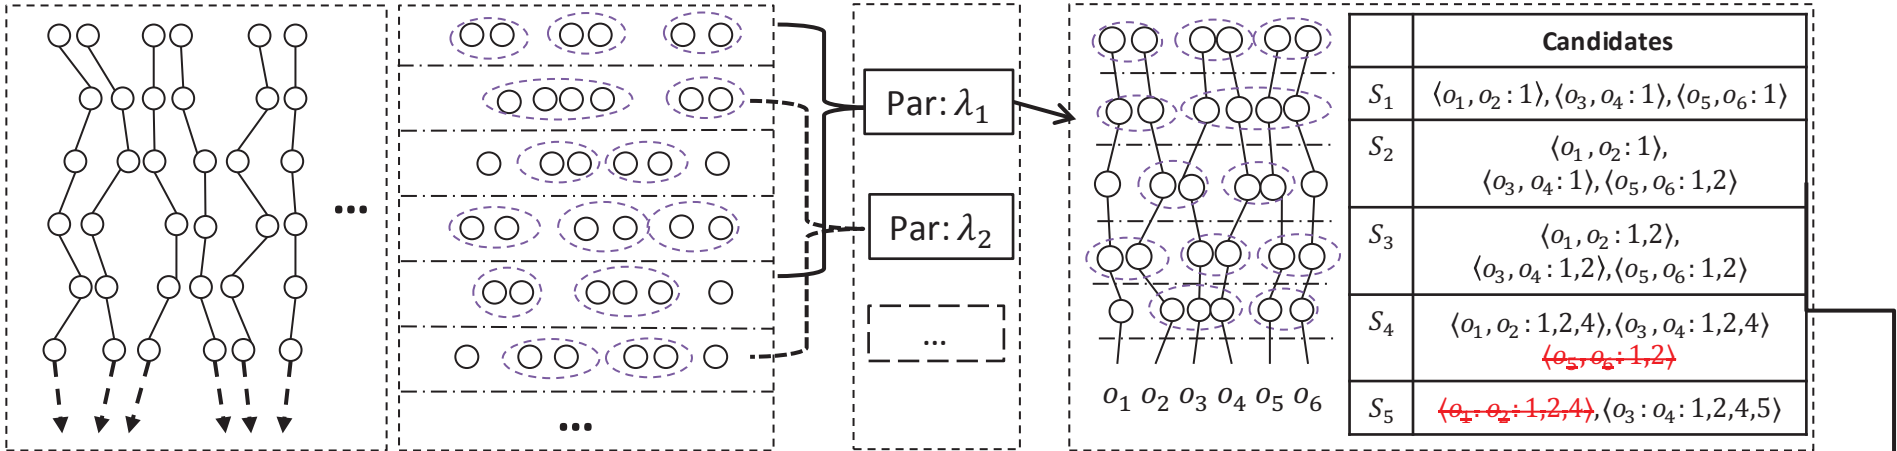 ...
...
Par: λ₁
Par: λ₂
...
o₁ o₂ o₃ o₄ o₅ o₆
Candidates
S₁ ⟨o₁, o₂ : 1⟩,⟨o₃, o₄ : 1⟩,⟨o₅, o₆ : 1⟩
S₂ ⟨o₁, o₂ : 1⟩,
⟨o₃, o₄ : 1⟩,⟨o₅, o₆ : 1,2⟩
S₃ ⟨o₁, o₂ : 1,2⟩,
⟨o₃, o₄ : 1,2⟩,⟨o₅, o₆ : 1,2⟩
S₄ ⟨o₁, o₂ : 1,2,4⟩,⟨o₃, o₄ : 1,2,4⟩
⟨o₅, o₆ : 1,2⟩
S₅ ⟨o₁: o₂ : 1,2,4⟩,⟨o₃ : o₄ : 1,2,4,5⟩